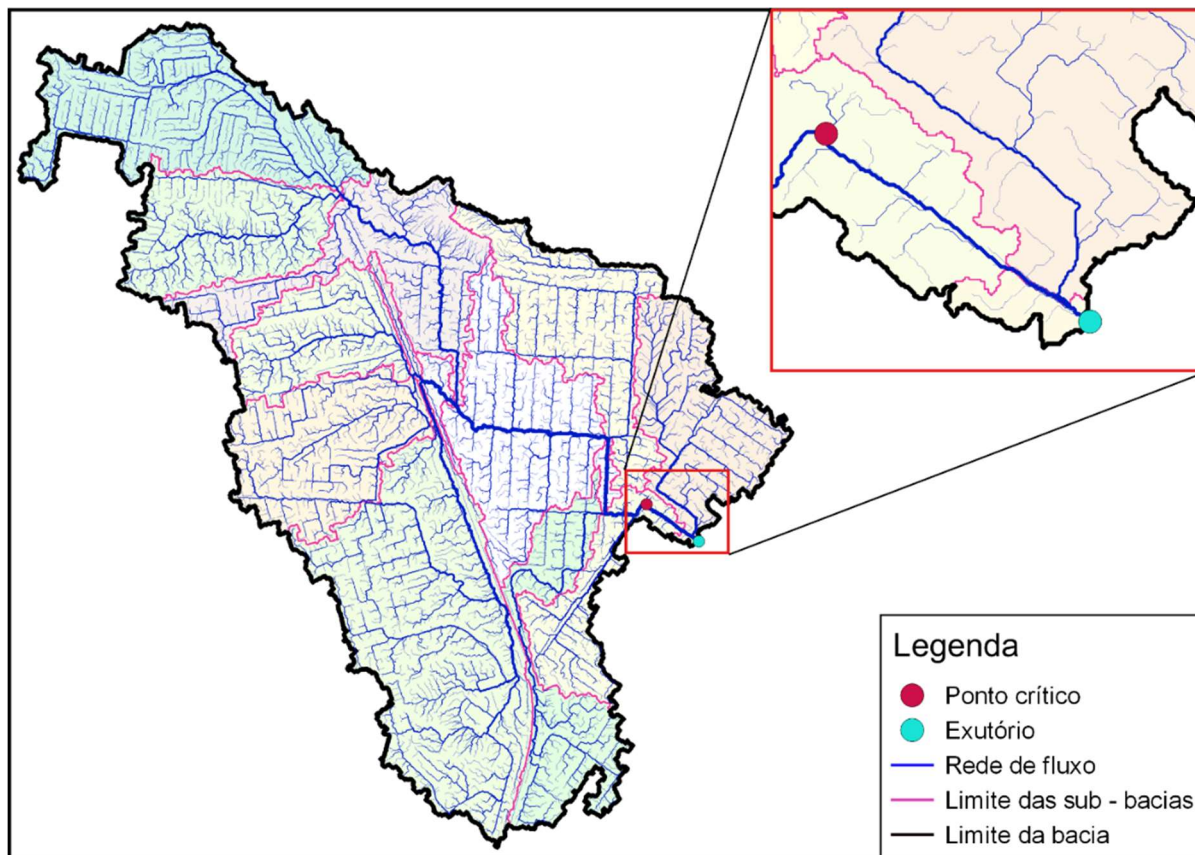 Legenda
Ponto crítico
Exutório
Rede de fluxo
Limite das sub - bacias
Limite da bacia